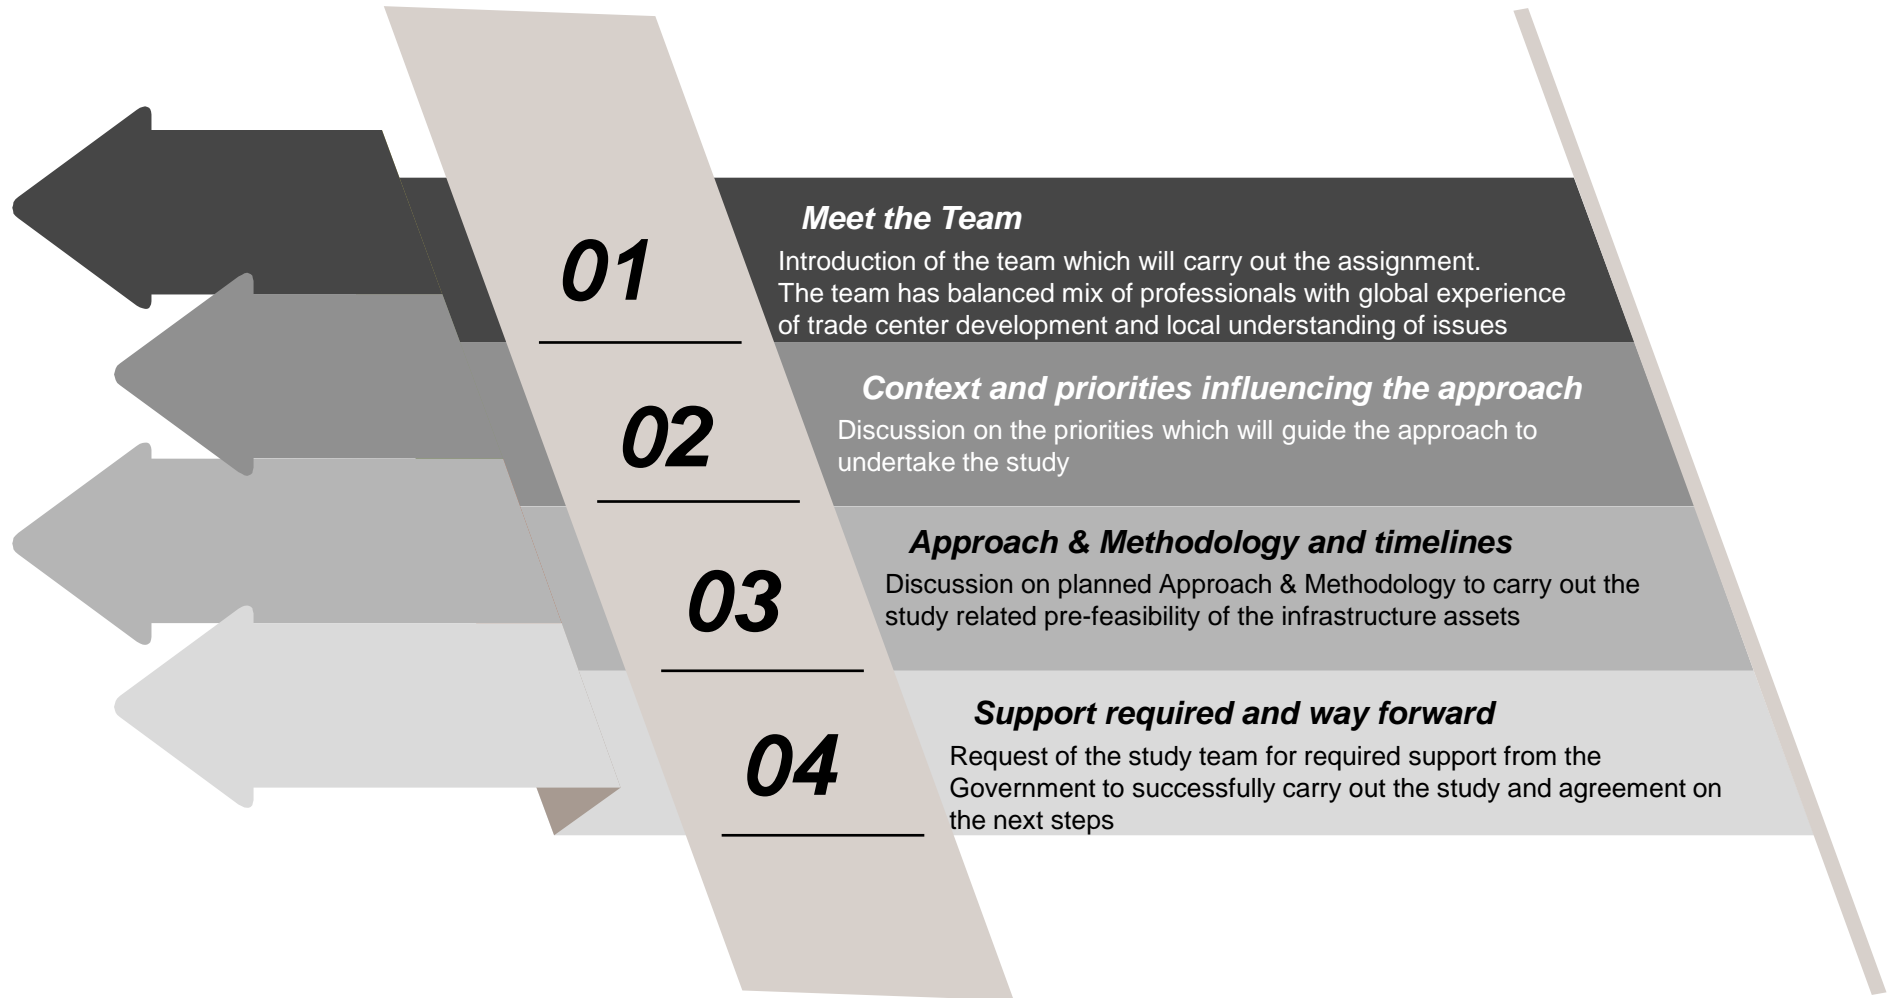 01
Meet the Team
Introduction of the team which will carry out the assignment.
The team has balanced mix of professionals with global experience
of trade center development and local understanding of issues
02
Context and priorities influencing the approach
Discussion on the priorities which will guide the approach to
undertake the study
03
Approach & Methodology and timelines
Discussion on planned Approach & Methodology to carry out the
study related pre-feasibility of the infrastructure assets
04
Support required and way forward
Request of the study team for required support from the
Government to successfully carry out the study and agreement on
the next steps